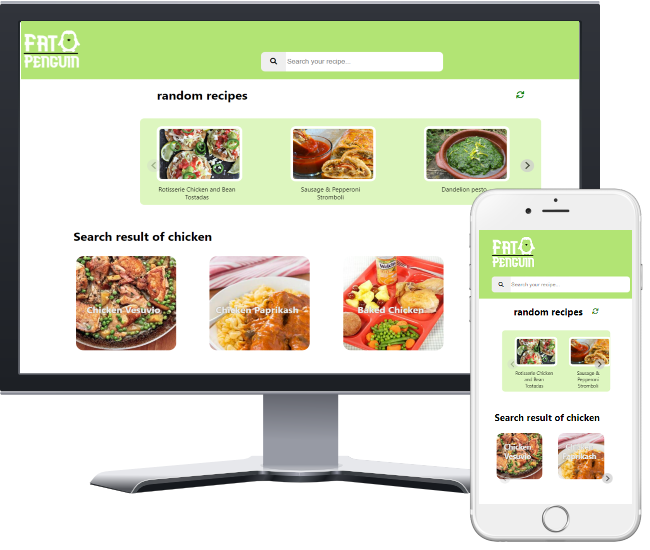 FAT
PENGUIN
Search your recipe...
random recipes
Rotisserie Chicken and Bean
Tostadas
Sausage & Pepperoni
Stromboli
Dandelion pesto
Search result of chicken
Chicken Vesuvio
Chicken Paprikash
Baked Chicken
FAT
PENGUIN
Search your recipe...
random recipes
Rotisserie Chicken
and Bean
Tostadas
Sausage &
Pepperoni
Stromboli
Search result of chicken
Chicken
Vesuvio
Chicken
Paprikash